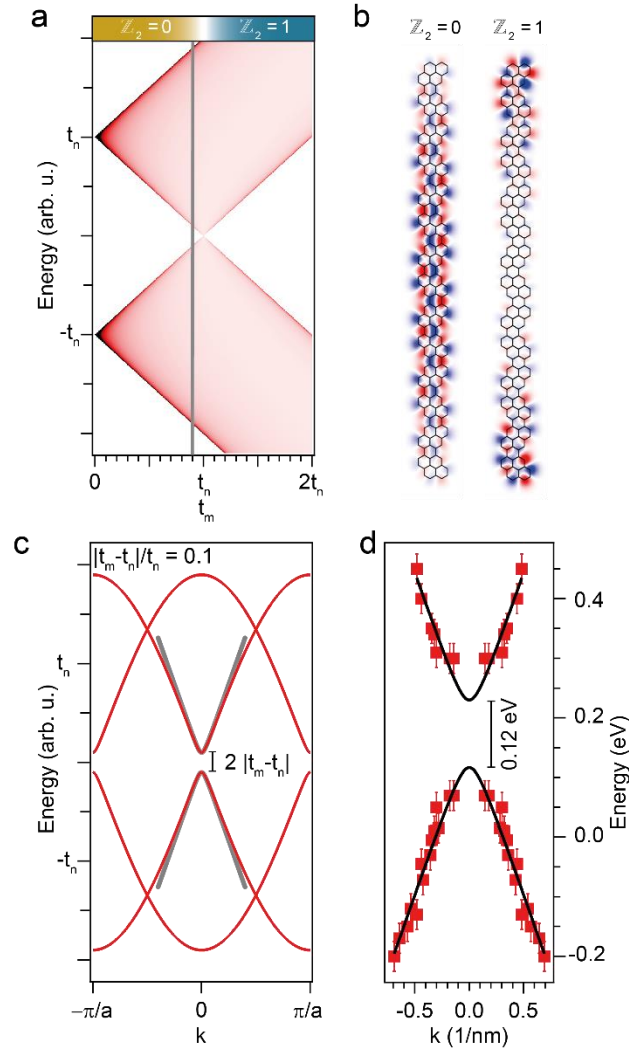 a
ℤ₂ = 0
ℤ₂ = 1
Energy (arb. u.)
tₙ
-tₙ
0
tₙ
2tₙ
tₘ
b
ℤ₂ = 0
ℤ₂ = 1
c
|tₘ-tₙ|/tₙ = 0.1
Energy (arb. u.)
tₙ
-tₙ
2 |tₘ-tₙ|
−π/a
0
π/a
k
d
0.12 eV
0.4
0.2
0.0
-0.2
Energy (eV)
-0.5
0.0
0.5
k (1/nm)